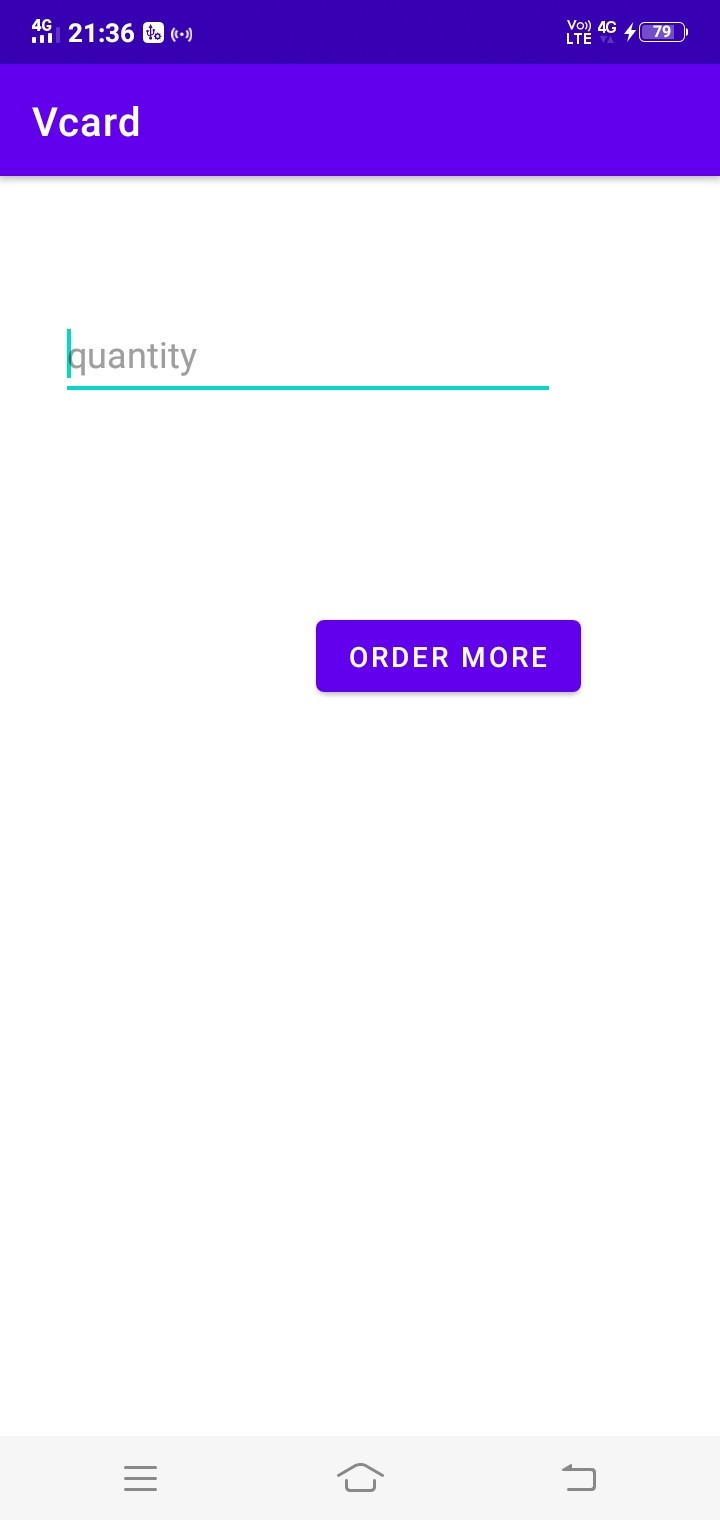 4G 21:36 Vo)) LTE 4G 79
Vcard
quantity
ORDER MORE